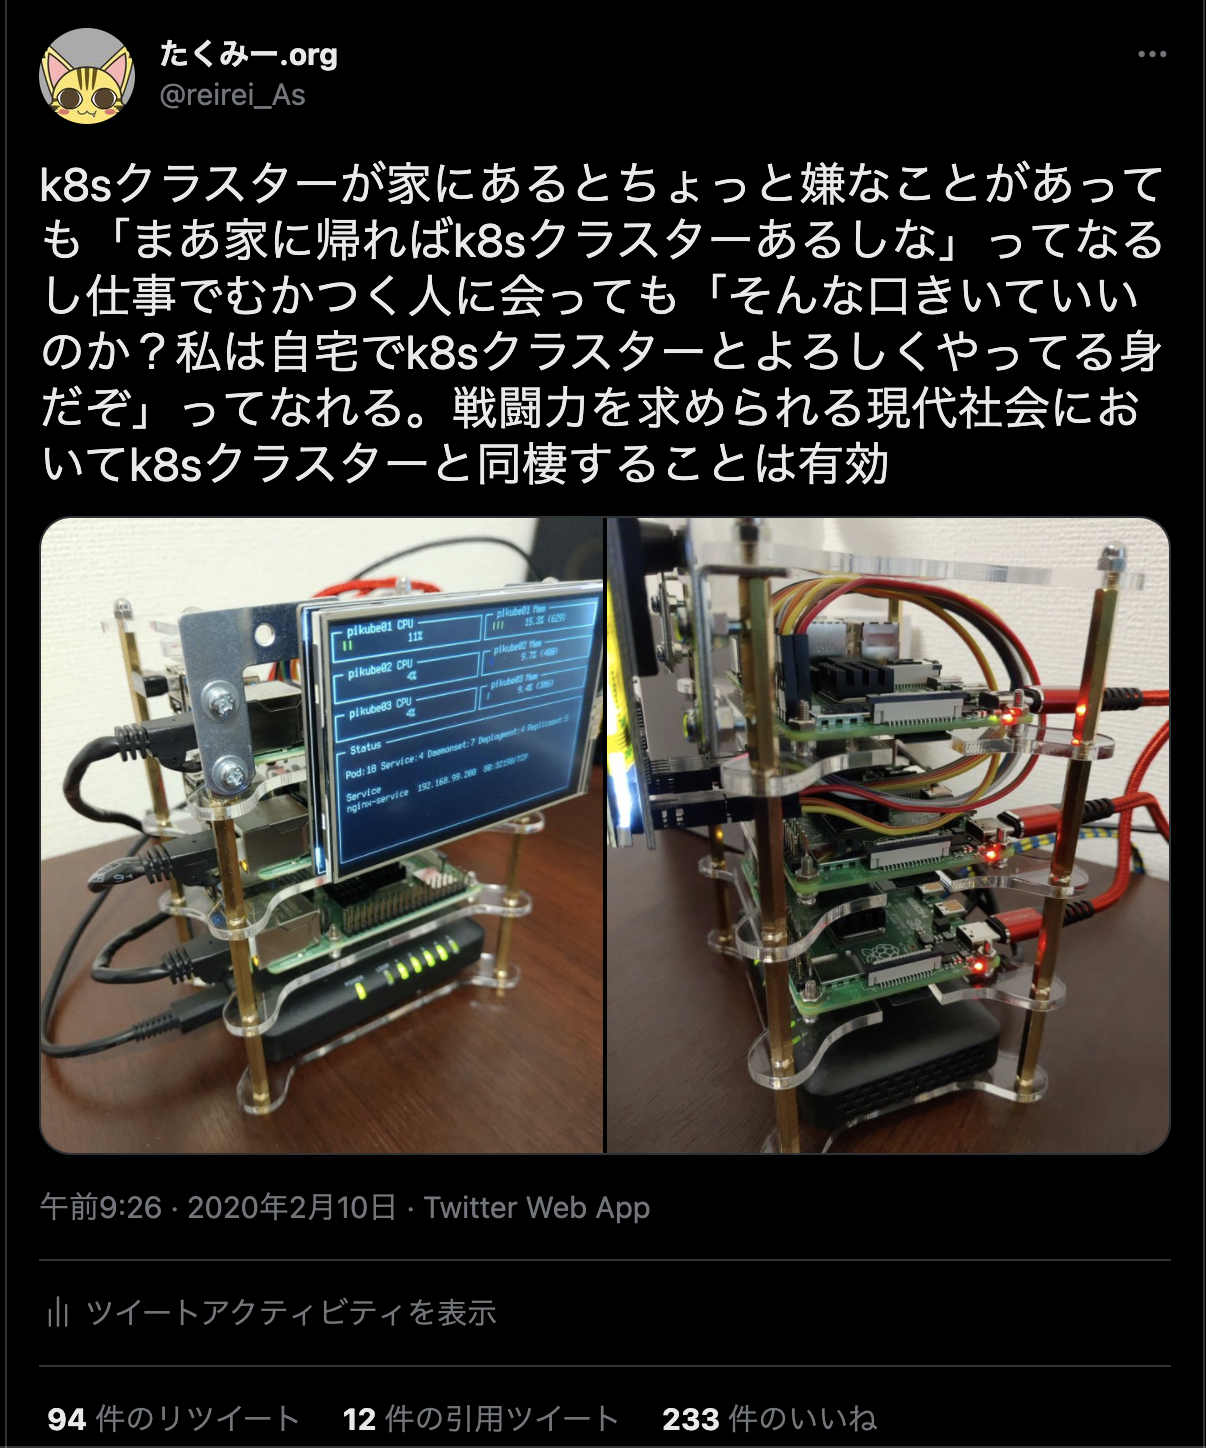 たくみー.org
@reirei_As
k8sクラスターが家にあるとちょっと嫌なことがあって
も「まあ家に帰ればk8sクラスターあるしな」ってなる
し仕事でむかつく人に会っても「そんな口きいていい
のか？私は自宅でk8sクラスターとよろしくやってる身
だぞ」ってなれる。戦闘力を求められる現代社会にお
いてk8sクラスターと同棲することは有効
pikube01 CPU
11%
pikube01 Mem
15.3% (629)
pikube02 CPU
4%
pikube02 Mem
9.7% (400)
pikube03 CPU
4%
pikube03 Mem
9.4% (386)
Status
Pod:18 Service:4 Daemonset:7 Deployment:4 Replicaset:5
Service
nginx-service 192.168.99.200 80:32198/TCP
午前9:26 · 2020年2月10日 · Twitter Web App
ツイートアクティビティを表示
94 件のリツイート 12 件の引用ツイート 233 件のいいね